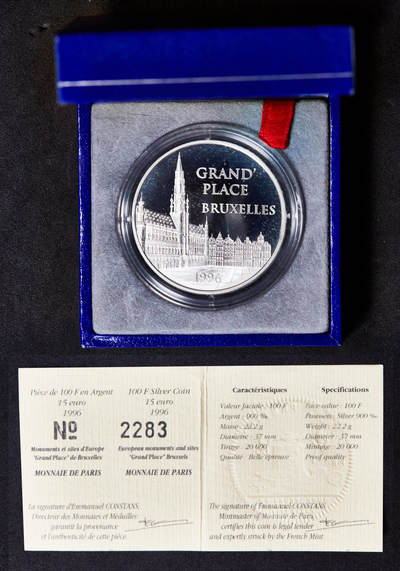 GRAND'
PLACE
BRUXELLES
1996
Pièce de 100 F en Argent
15 euro
1996
100 F Silver Coin
15 euro
1996
No 2283
Monuments et sites d'Europe
"Grand'Place" de Bruxelles
European monuments and sites
"Grand'Place" Brussels
MONNAIE DE PARIS
MONNAIE DE PARIS
La signature d'Emmanuel CONSTANS,
Directeur des Monnaies et Médailles
garantit la provenance
et l'authenticité de cette pièce.
Caractéristiques
Valeur faciale : 100 F
Argent : 900 ‰
Masse : 22,2 g
Diamètre : 37 mm
Tirage : 20 000
Qualité : Belle épreuve
Specifications
Face value : 100 F
Silver 900 ‰
Weight : 22,2 g
Diameter : 37 mm
Mintage : 20 000
Proof quality
The signature of Emmanuel CONSTANS,
Mintmaster of Monnaie de Paris
certifies this coin is legal tender
and expertly struck by the French Mint.